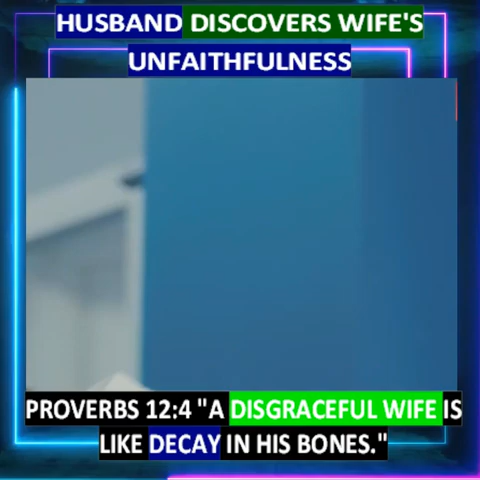 HUSBAND DISCOVERS WIFE'S
UNFAITHFULNESS
PROVERBS 12:4 "A DISGRACEFUL WIFE IS
LIKE DECAY IN HIS BONES."